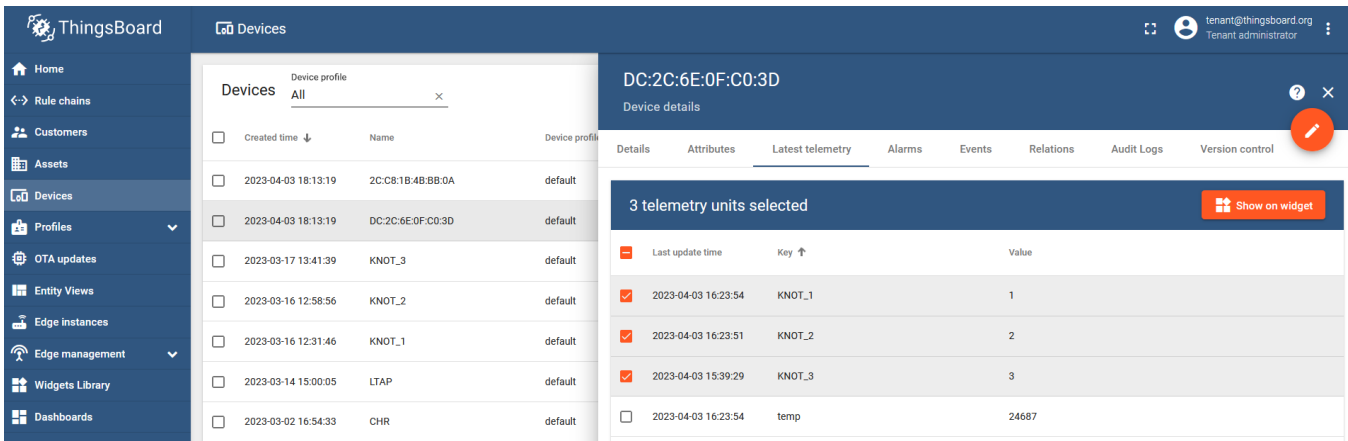 ThingsBoard
Devices
tenant@thingsboard.org
Tenant administrator
Home
Rule chains
Customers
Assets
Devices
Profiles
OTA updates
Entity Views
Edge instances
Edge management
Widgets Library
Dashboards
Devices
Device profile
All
Created time Name Device profile
2023-04-03 18:13:19 2C:C8:1B:4B:BB:0A default
2023-04-03 18:13:19 DC:2C:6E:0F:C0:3D default
2023-03-17 13:41:39 KNOT_3 default
2023-03-16 12:58:56 KNOT_2 default
2023-03-16 12:31:46 KNOT_1 default
2023-03-14 15:00:05 LTAP default
2023-03-02 16:54:33 CHR default
DC:2C:6E:0F:C0:3D
Device details
Details Attributes Latest telemetry Alarms Events Relations Audit Logs Version control
3 telemetry units selected
Show on widget
Last update time Key Value
2023-04-03 16:23:54 KNOT_1 1
2023-04-03 16:23:51 KNOT_2 2
2023-04-03 15:39:29 KNOT_3 3
2023-04-03 16:23:54 temp 24687